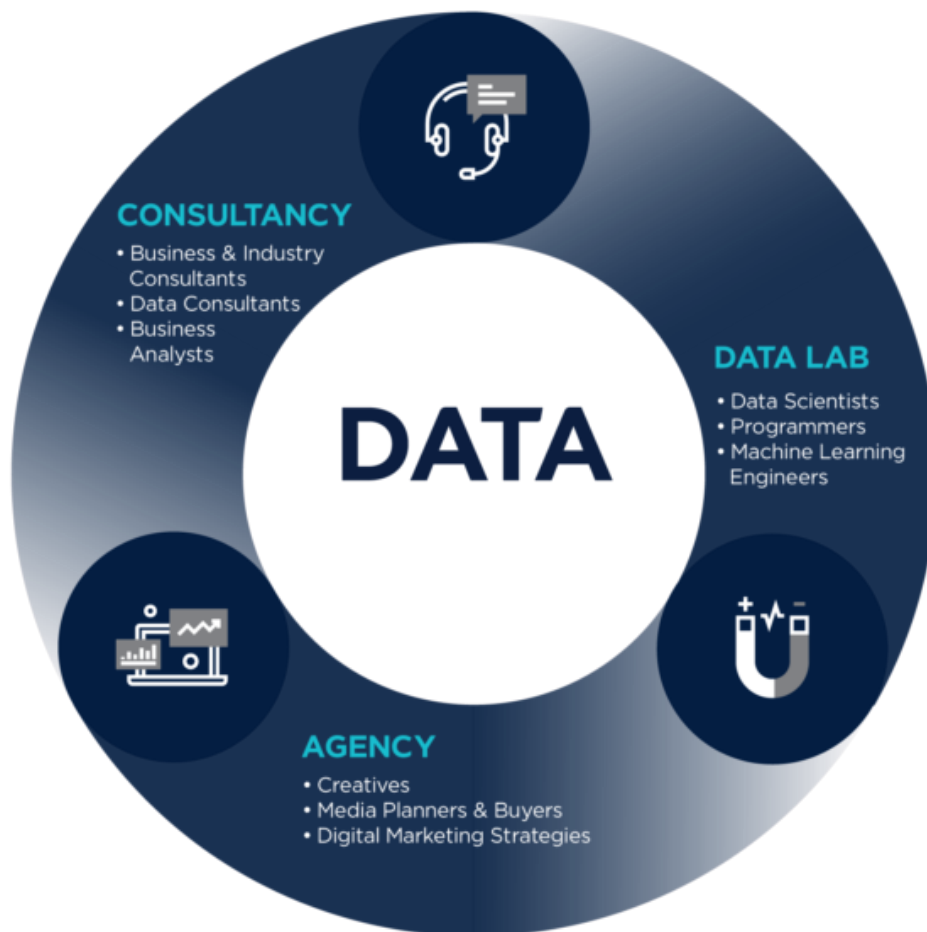 CONSULTANCY
• Business & Industry
Consultants
• Data Consultants
• Business
Analysts
DATA
DATA LAB
• Data Scientists
• Programmers
• Machine Learning
Engineers
AGENCY
• Creatives
• Media Planners & Buyers
• Digital Marketing Strategies